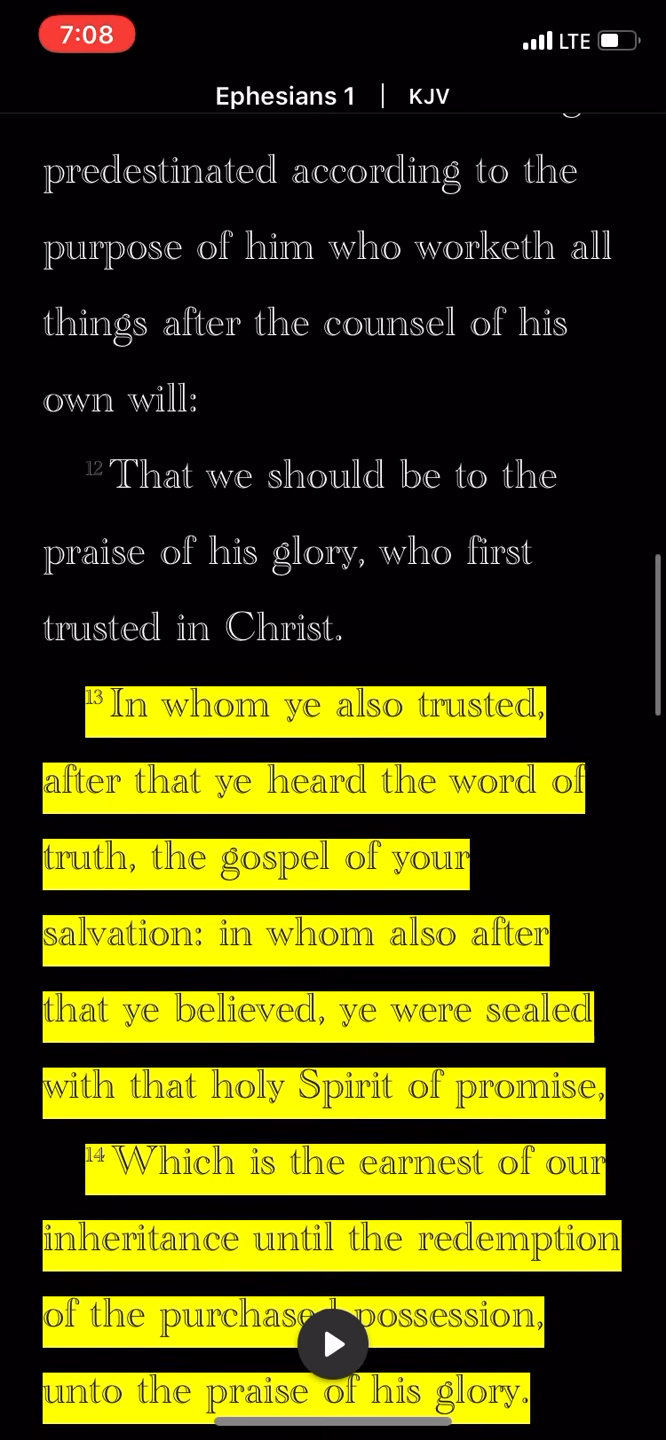 7:08
LTE
Ephesians 1 | KJV
predestinated according to the
purpose of him who worketh all
things after the counsel of his
own will:
12 That we should be to the
praise of his glory, who first
trusted in Christ.
13 In whom ye also trusted,
after that ye heard the word of
truth, the gospel of your
salvation: in whom also after
that ye believed, ye were sealed
with that holy Spirit of promise,
14 Which is the earnest of our
inheritance until the redemption
of the purchased possession,
unto the praise of his glory.